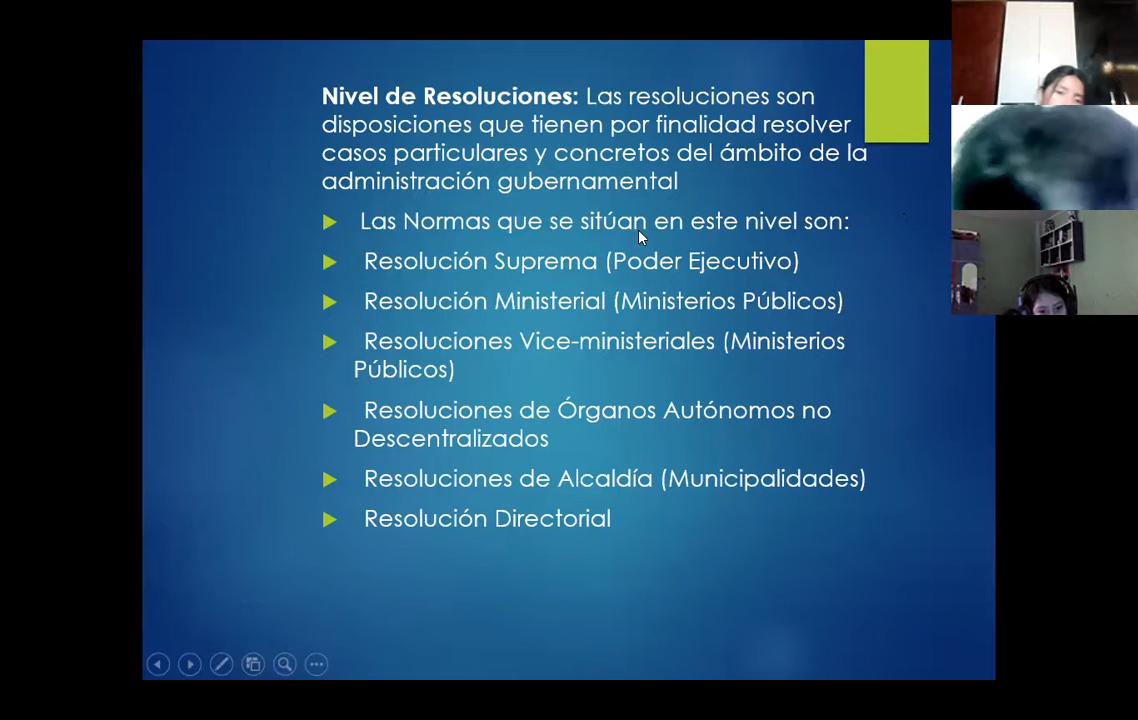 Nivel de Resoluciones: Las resoluciones son
disposiciones que tienen por finalidad resolver
casos particulares y concretos del ámbito de la
administración gubernamental
Las Normas que se sitúan en este nivel son:
Resolución Suprema (Poder Ejecutivo)
Resolución Ministerial (Ministerios Públicos)
Resoluciones Vice-ministeriales (Ministerios
Públicos)
Resoluciones de Órganos Autónomos no
Descentralizados
Resoluciones de Alcaldía (Municipalidades)
Resolución Directorial